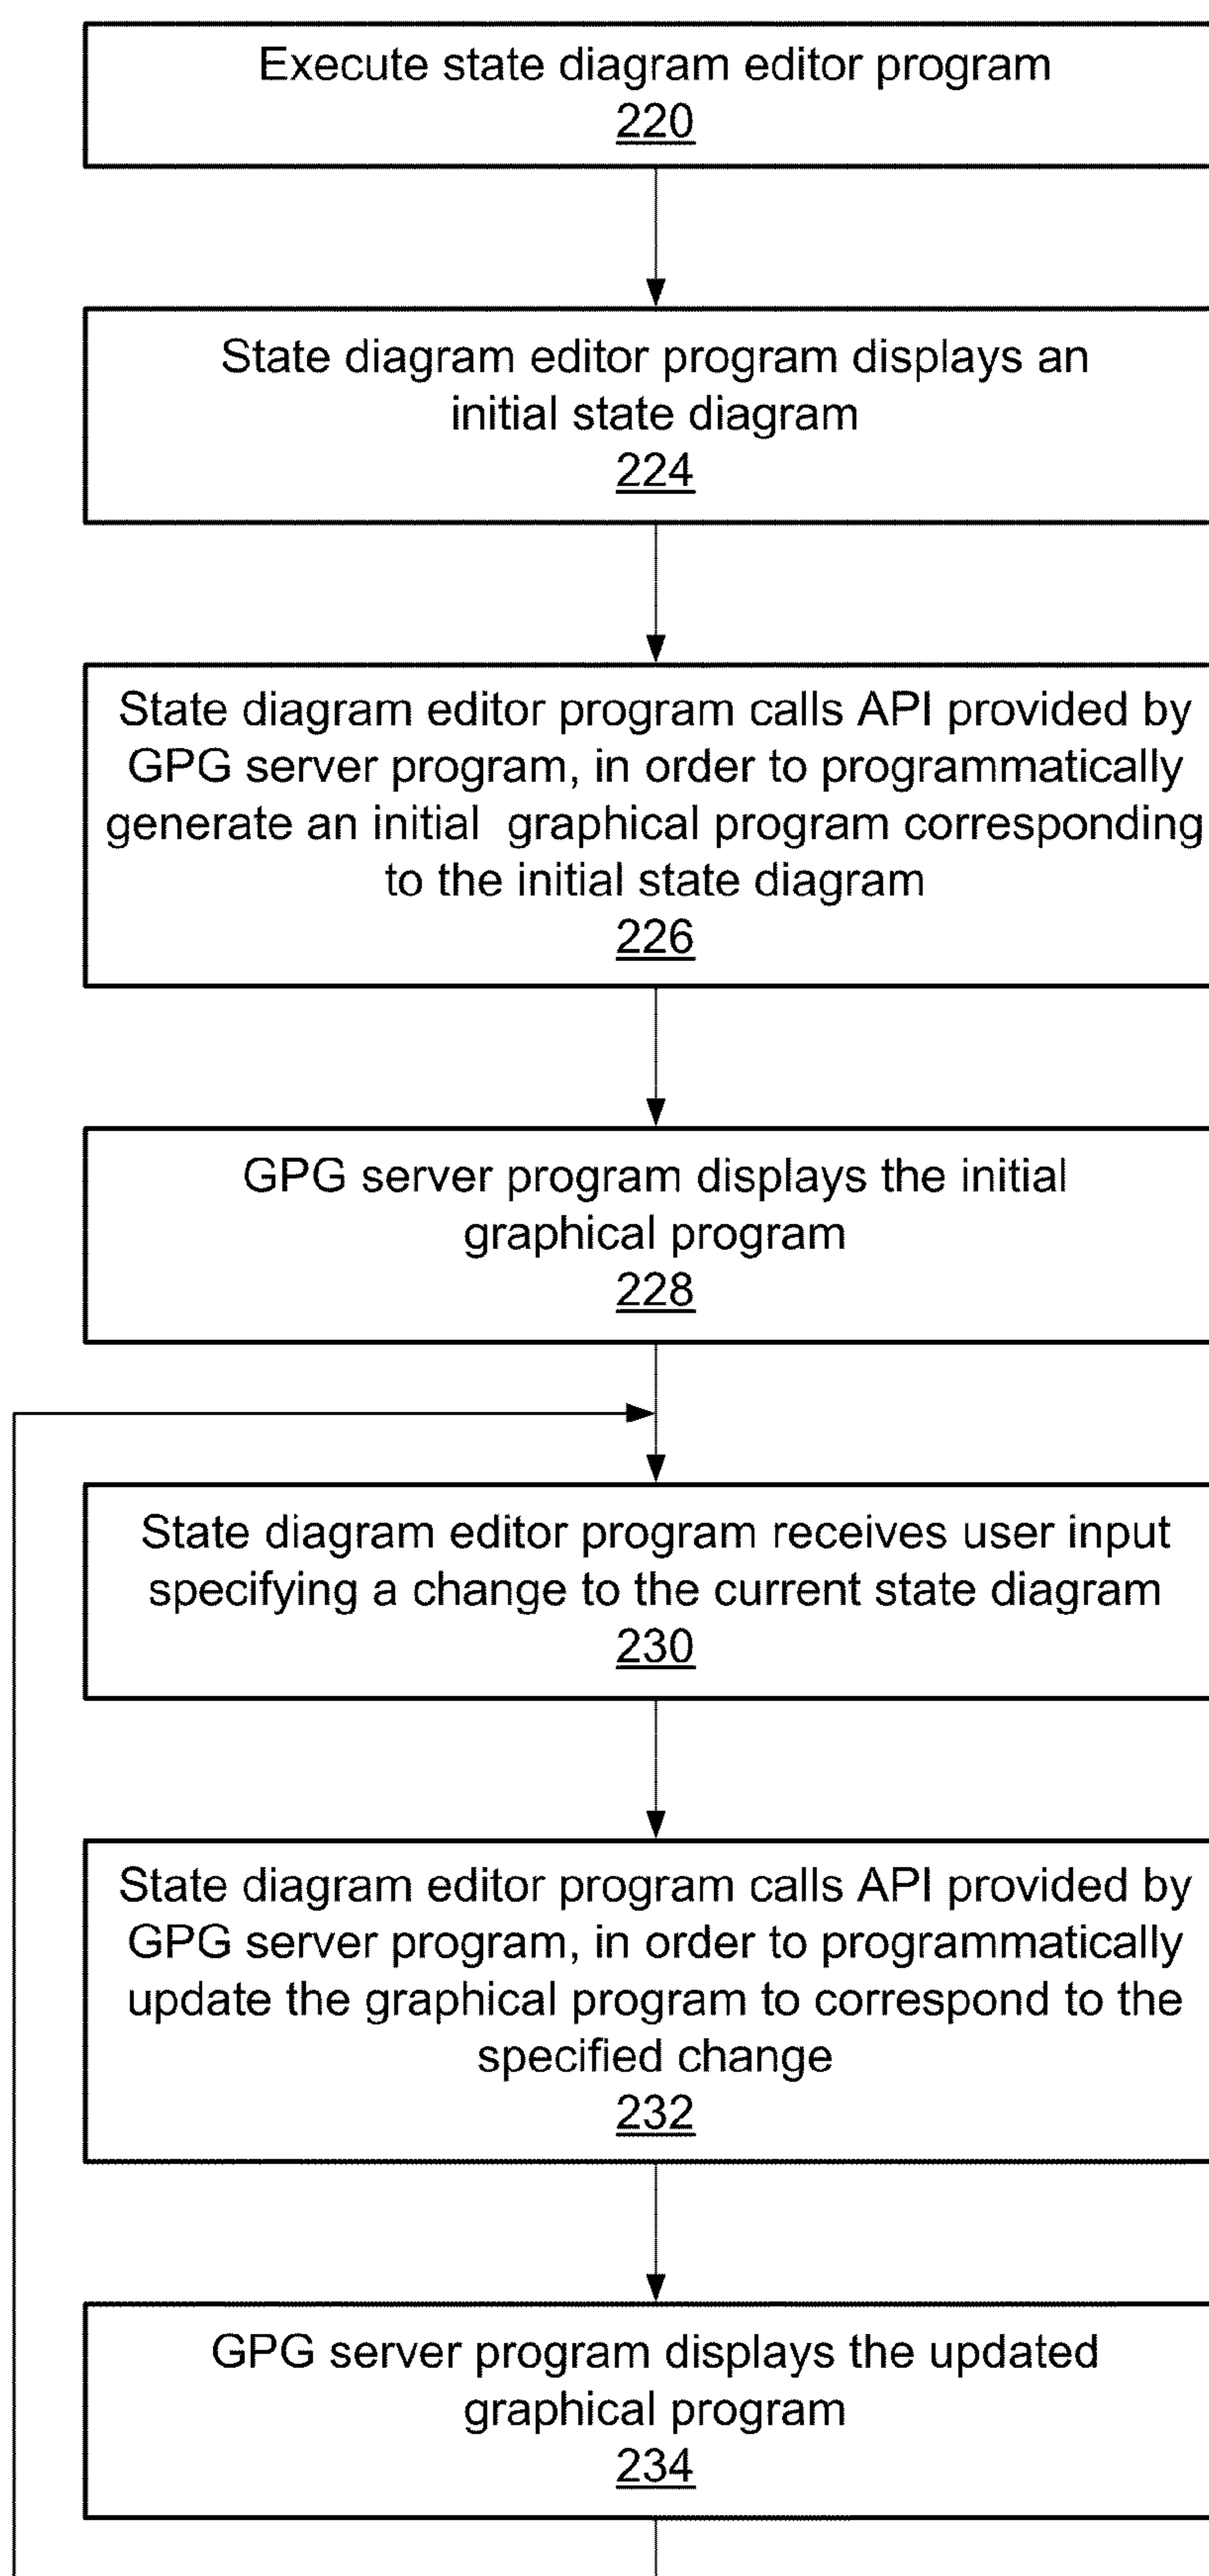 Execute state diagram editor program
220
State diagram editor program displays an
initial state diagram
224
State diagram editor program calls API provided by
GPG server program, in order to programmatically
generate an initial graphical program corresponding
to the initial state diagram
226
GPG server program displays the initial
graphical program
228
State diagram editor program receives user input
specifying a change to the current state diagram
230
State diagram editor program calls API provided by
GPG server program, in order to programmatically
update the graphical program to correspond to the
specified change
232
GPG server program displays the updated
graphical program
234